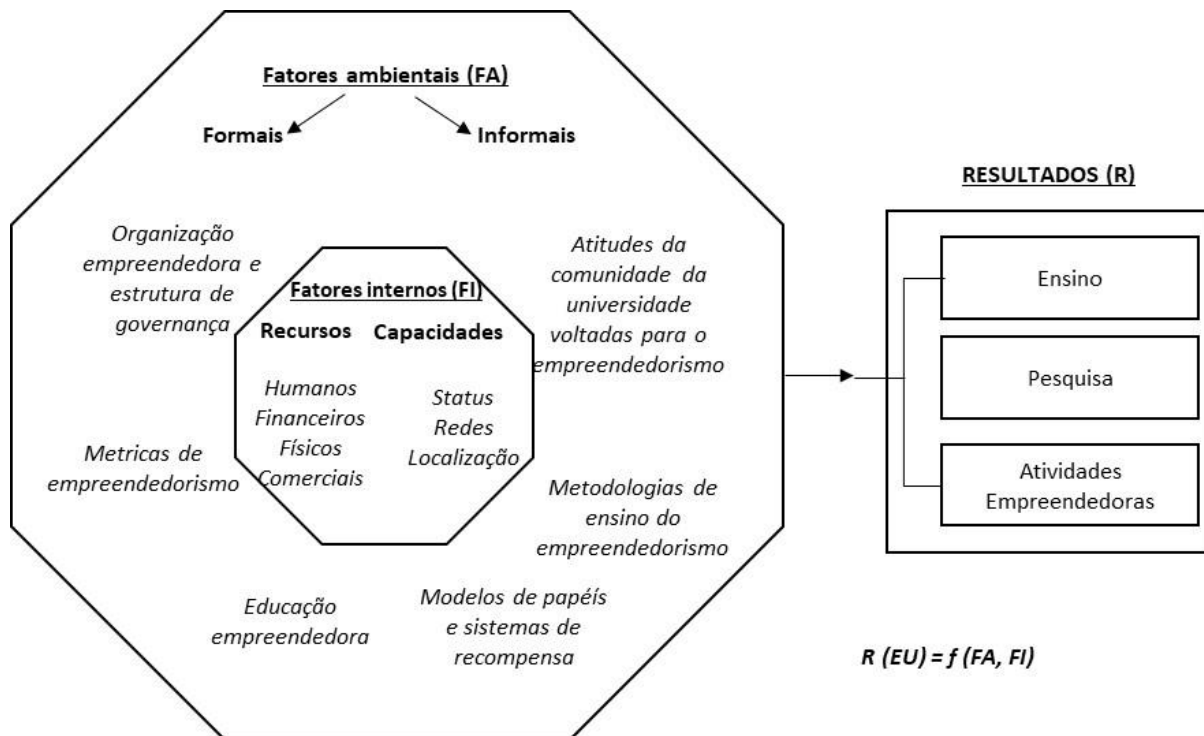 Fatores ambientais (FA)
Formais
Informais
Organização
empreendedora e
estrutura de
governança
Metricas de
empreendedorismo
Educação
empreendedora
Atitudes da
comunidade da
universidade
voltadas para o
empreendedorismo
Metodologias de
ensino do
empreendedorismo
Modelos de papéís
e sistemas de
recompensa
Fatores internos (FI)
Recursos
Humanos
Financeiros
Físicos
Comerciais
Capacidades
Status
Redes
Localização
RESULTADOS (R)
Ensino
Pesquisa
Atividades
Empreendedoras
R (EU) = f (FA, FI)